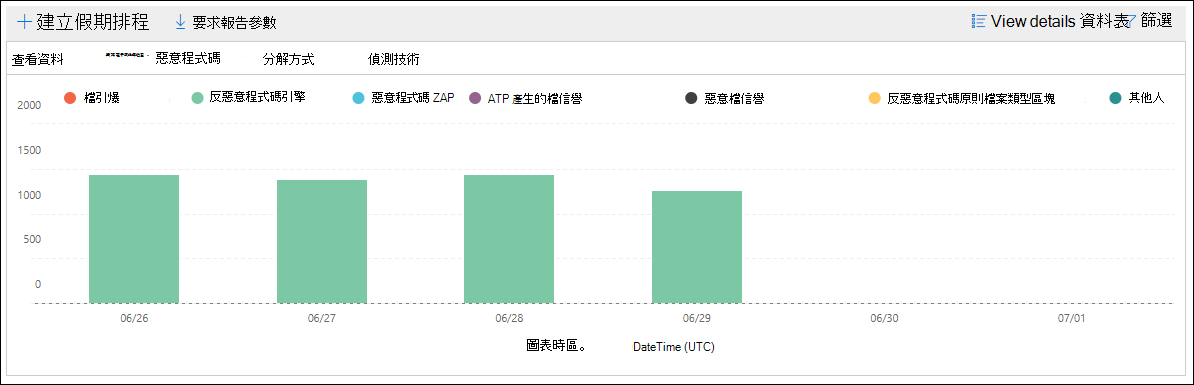 建立假期排程 要求報告參數 View details 資料表 篩選
查看資料 惡意程式碼 分解方式 偵測技術
檔引爆 反惡意程式碼引擎 惡意程式碼 ZAP ATP 產生的檔信譽 惡意檔信譽 反惡意程式碼原則檔案類型區塊 其他人
2000
1500
1000
500
0
06/26 06/27 06/28 06/29 06/30 07/01
圖表時區。 DateTime (UTC)